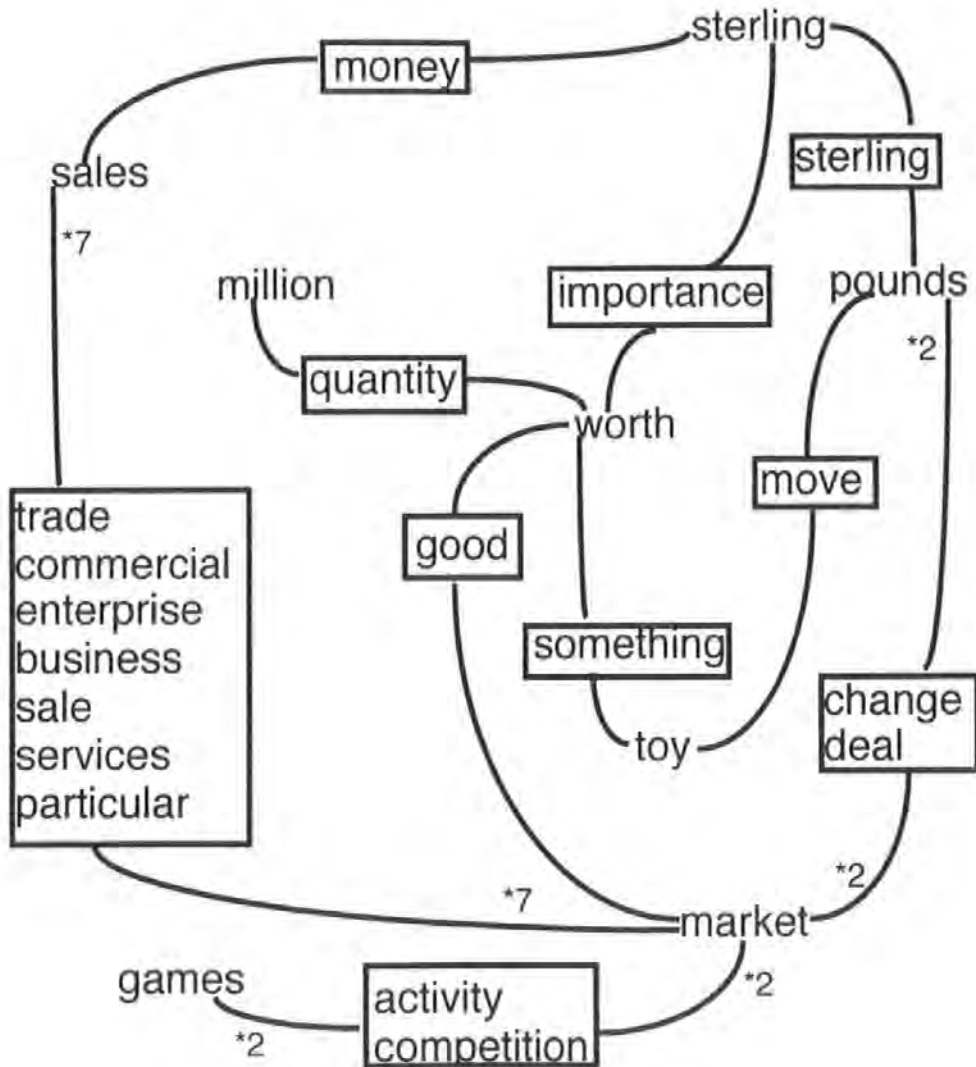 sterling
money
sterling
sales
*7
million
importance
pounds
*2
quantity
worth
move
trade
commercial
enterprise
business
sale
services
particular
good
something
change
deal
toy
*2
*7
market
games
*2
activity
competition
*2